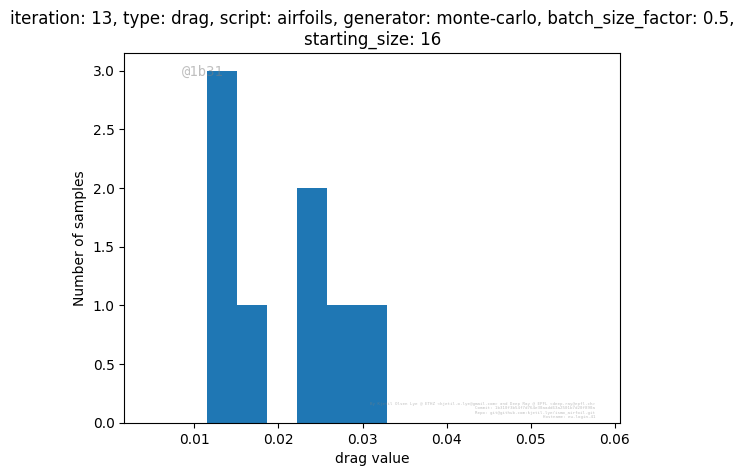 iteration: 13, type: drag, script: airfoils, generator: monte-carlo, batch_size_factor: 0.5,
starting_size: 16
@1b31
3.0
2.5
2.0
1.5
1.0
0.5
0.0
Number of samples
0.01
0.02
0.03
0.04
0.05
0.06
drag value